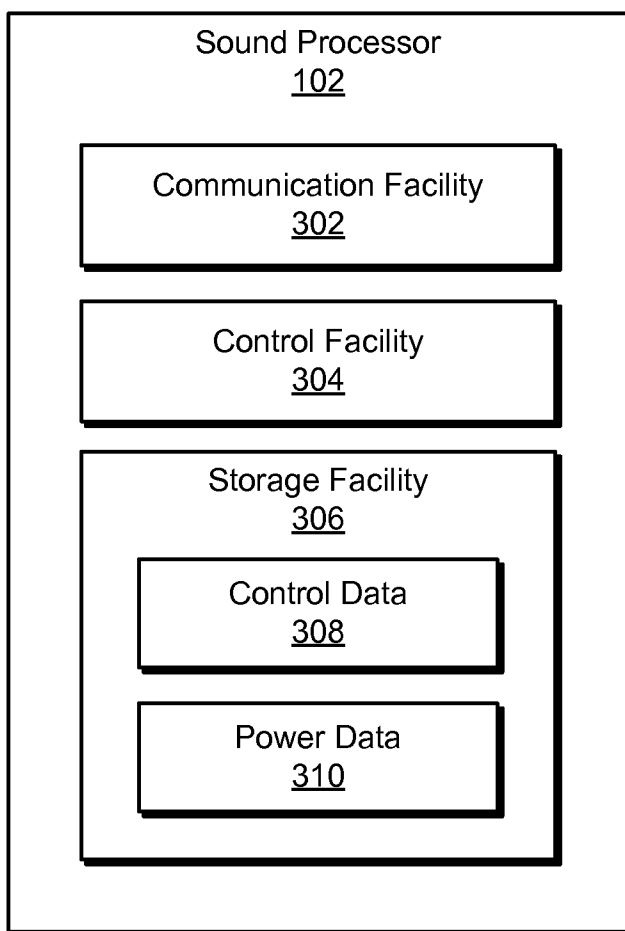 Sound Processor
102
Communication Facility
302
Control Facility
304
Storage Facility
306
Control Data
308
Power Data
310